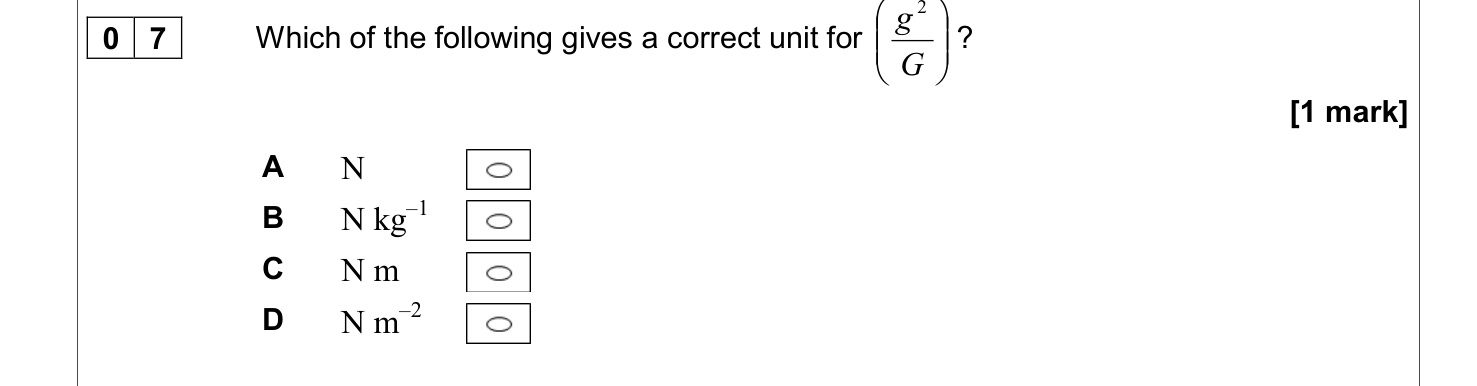 0 7 Which of the following gives a correct unit for (g²/G)?
[1 mark]
A N
B N kg⁻¹
C N m
D N m⁻²